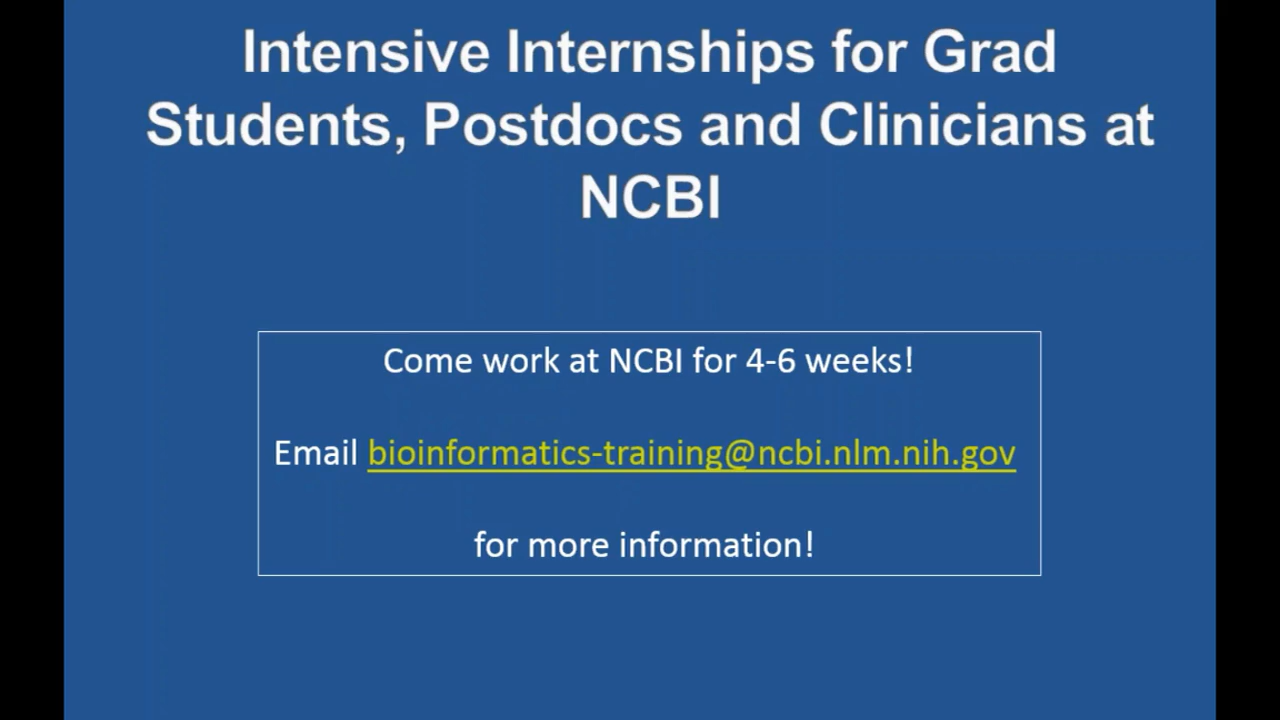 Intensive Internships for Grad
Students, Postdocs and Clinicians at
NCBI
Come work at NCBI for 4-6 weeks!
Email bioinformatics-training@ncbi.nlm.nih.gov
for more information!